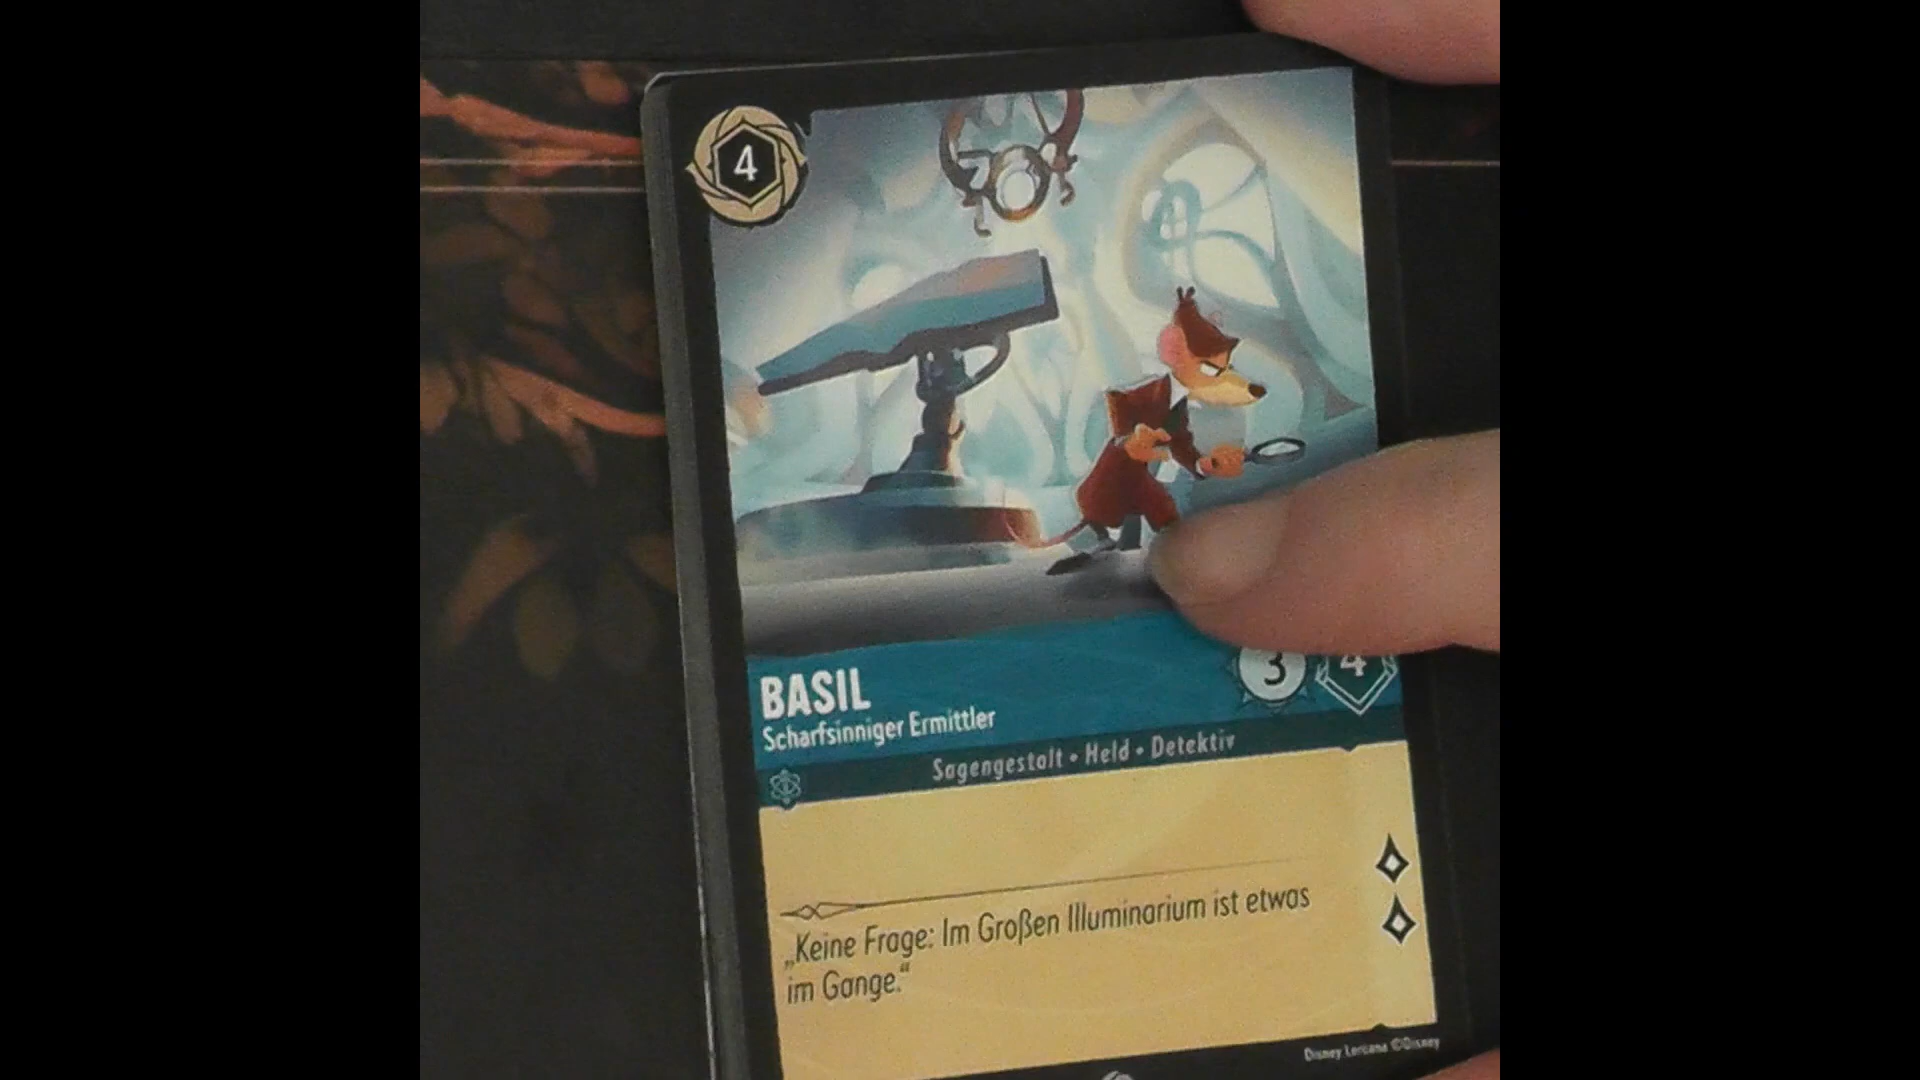 4
BASIL
3
4
Scharfsinniger Ermittler
Sagengestalt • Held • Detektiv
„Keine Frage: Im Großen Illuminarium ist etwas
im Gange.“
Disney Lorcana ©Disney